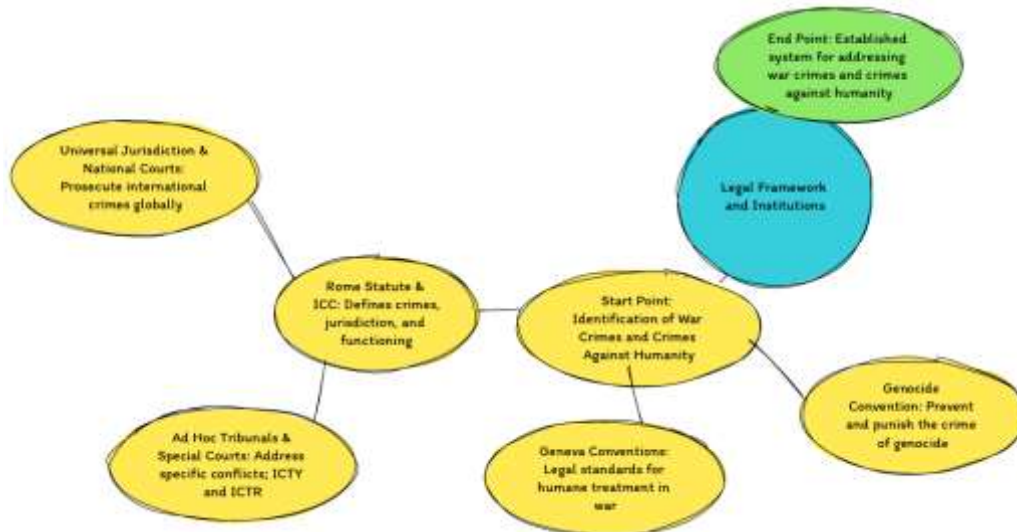 End Point: Established
system for addressing
war crimes and crimes
against humanity
Universal Jurisdiction &
National Courts:
Prosecute international
crimes globally
Legal Framework
and Institutions
Rome Statute &
ICC: Defines crimes,
jurisdiction, and
functioning
Start Point:
Identification of War
Crimes and Crimes
Against Humanity
Genocide
Convention: Prevent
and punish the crime
of genocide
Ad Hoc Tribunals &
Special Courts: Address
specific conflicts; ICTY
and ICTR
Geneva Conventions:
Legal standards for
humane treatment in
war